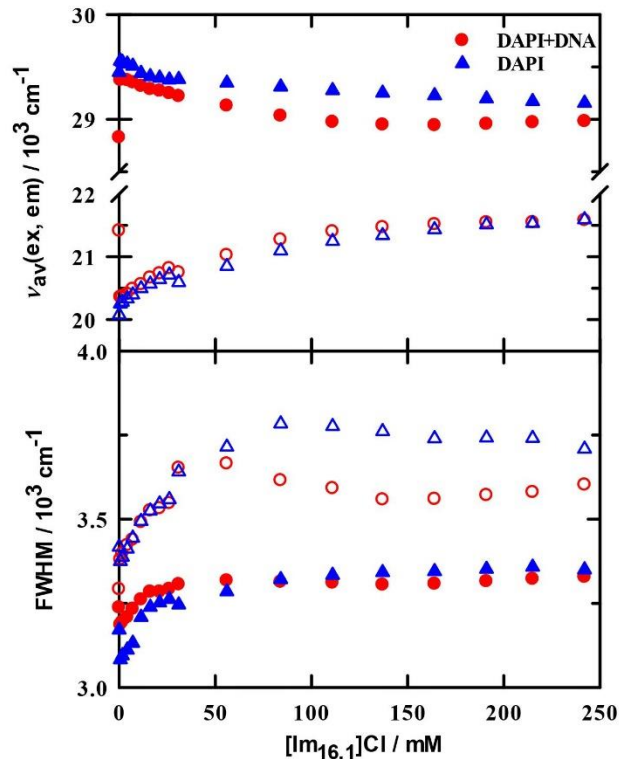 30
DAPI+DNA
DAPI
29
22
21
20
ν_av(ex, em) / 10³ cm⁻¹
4.0
3.5
3.0
FWHM / 10³ cm⁻¹
0 50 100 150 200 250
[Im₁₆,₁]Cl / mM